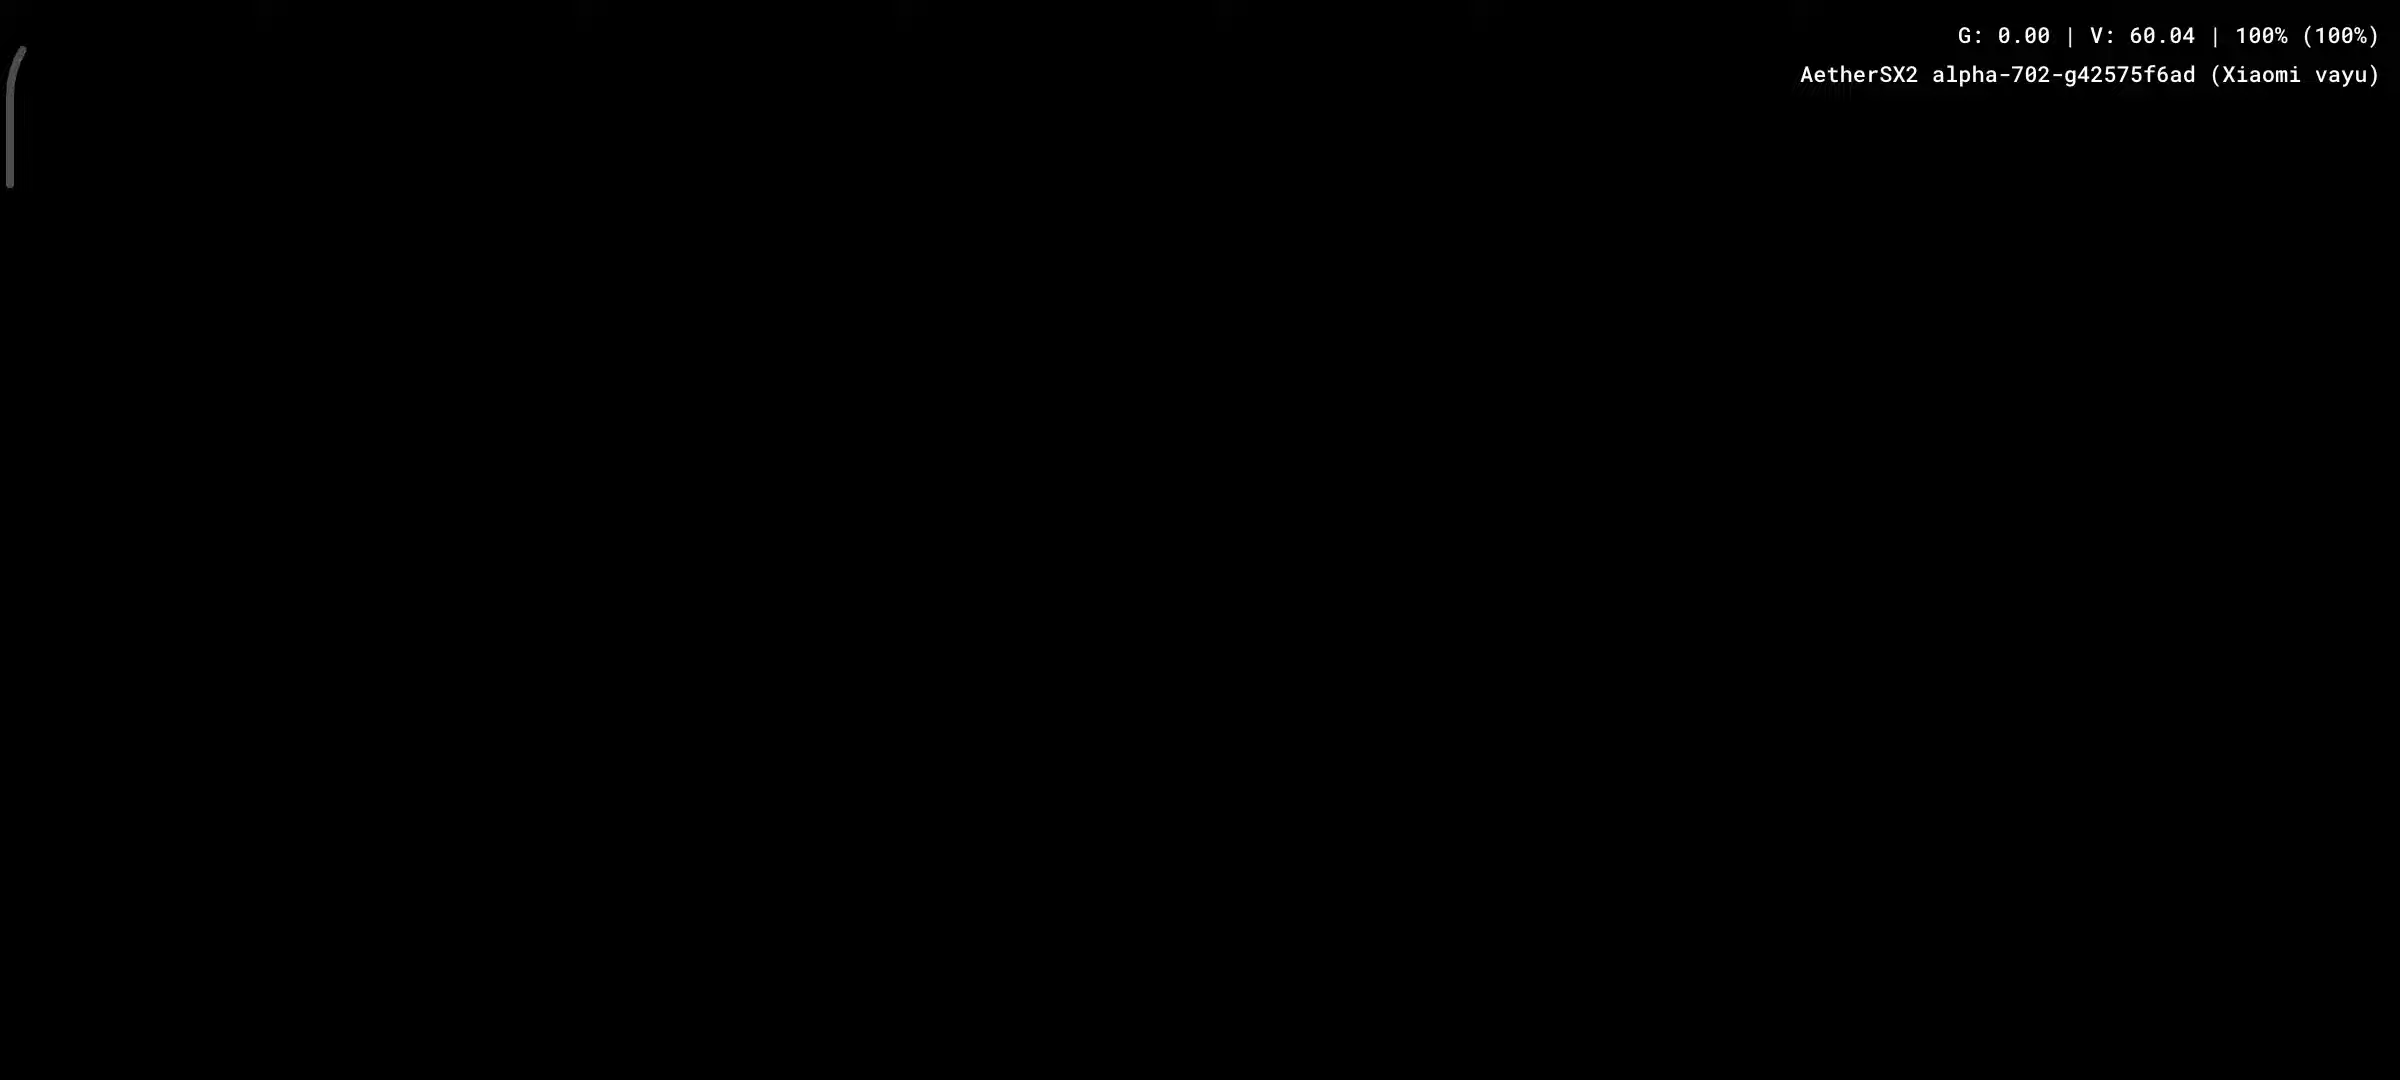 G: 0.00 | V: 60.04 | 100% (100%)
AetherSX2 alpha-702-g42575f6ad (Xiaomi vayu)